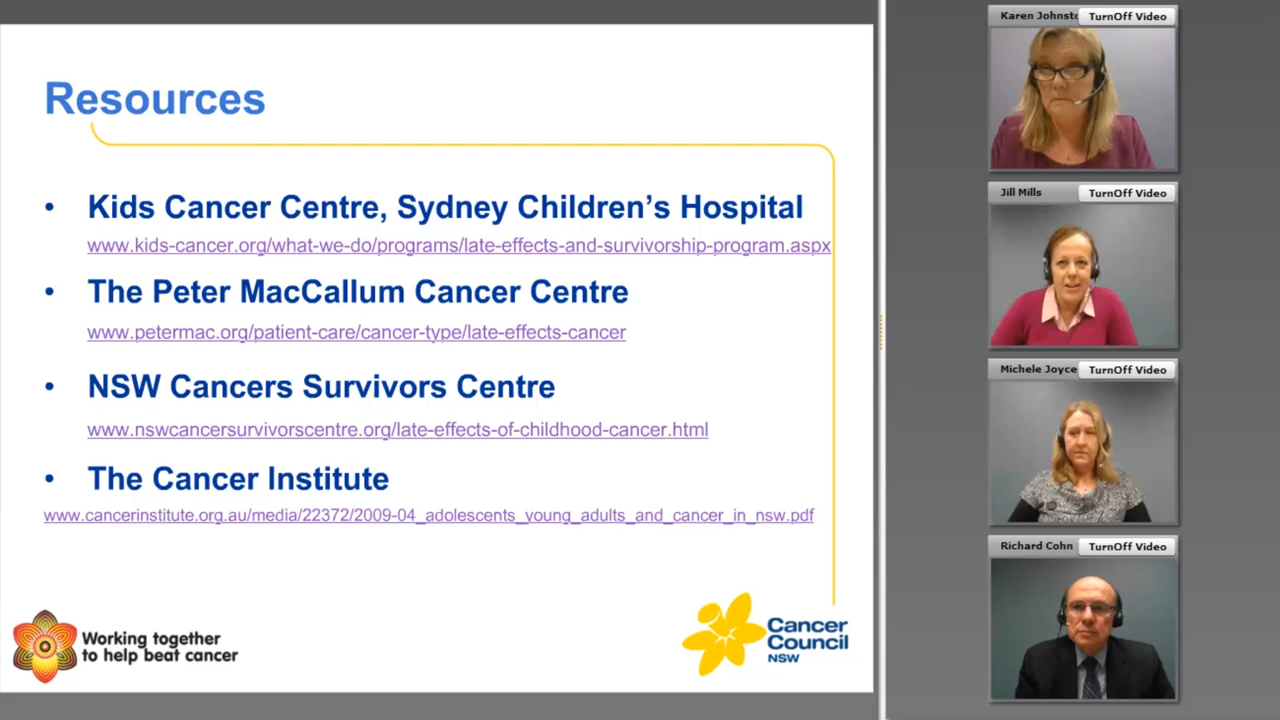 Resources
• Kids Cancer Centre, Sydney Children's Hospital
www.kids-cancer.org/what-we-do/programs/late-effects-and-survivorship-program.aspx
• The Peter MacCallum Cancer Centre
www.petermac.org/patient-care/cancer-type/late-effects-cancer
• NSW Cancers Survivors Centre
www.nswcancersurvivorscentre.org/late-effects-of-childhood-cancer.html
• The Cancer Institute
www.cancerinstitute.org.au/media/22372/2009-04_adolescents_young_adults_and_cancer_in_nsw.pdf
Working together
to help beat cancer
Cancer
Council
NSW
Karen Johnsto TurnOff Video
Jill Mills TurnOff Video
Michele Joyce TurnOff Video
Richard Cohn TurnOff Video